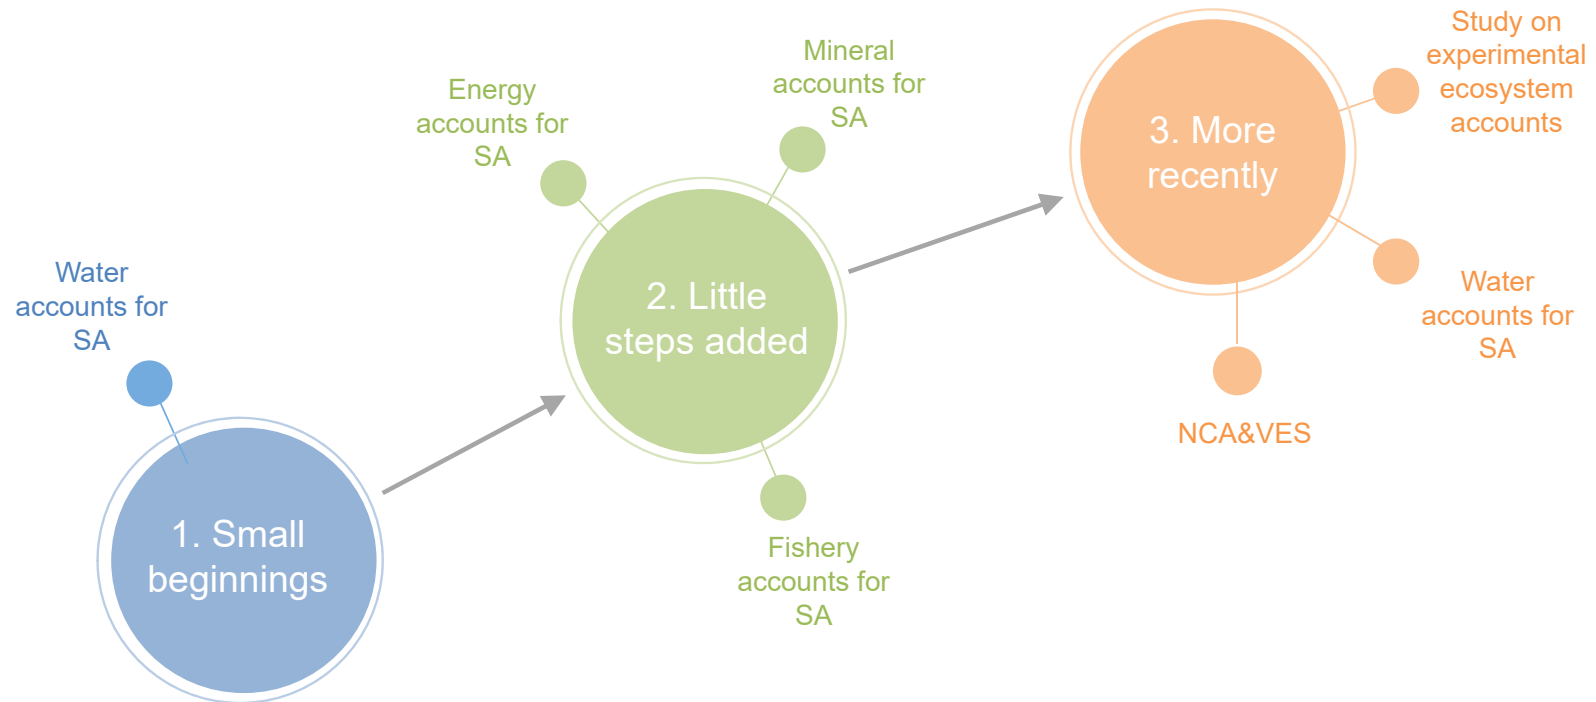 Water
accounts for
SA
1. Small
beginnings
Energy
accounts for
SA
Mineral
accounts for
SA
2. Little
steps added
Fishery
accounts for
SA
Study on
experimental
ecosystem
accounts
3. More
recently
Water
accounts for
SA
NCA&VES